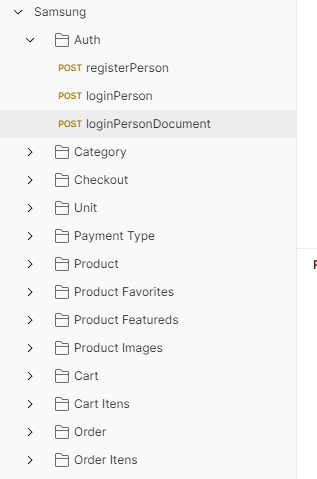 Samsung
Auth
POST registerPerson
POST loginPerson
POST loginPersonDocument
Category
Checkout
Unit
Payment Type
Product
Product Favorites
Product Featureds
Product Images
Cart
Cart Itens
Order
Order Itens